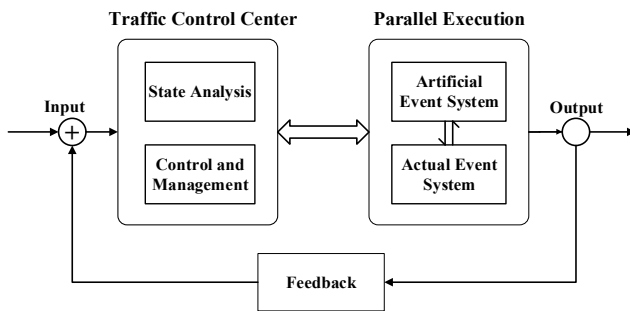 Traffic Control Center
Parallel Execution
Input
State Analysis
Control and
Management
Artificial
Event System
Actual Event
System
Output
Feedback